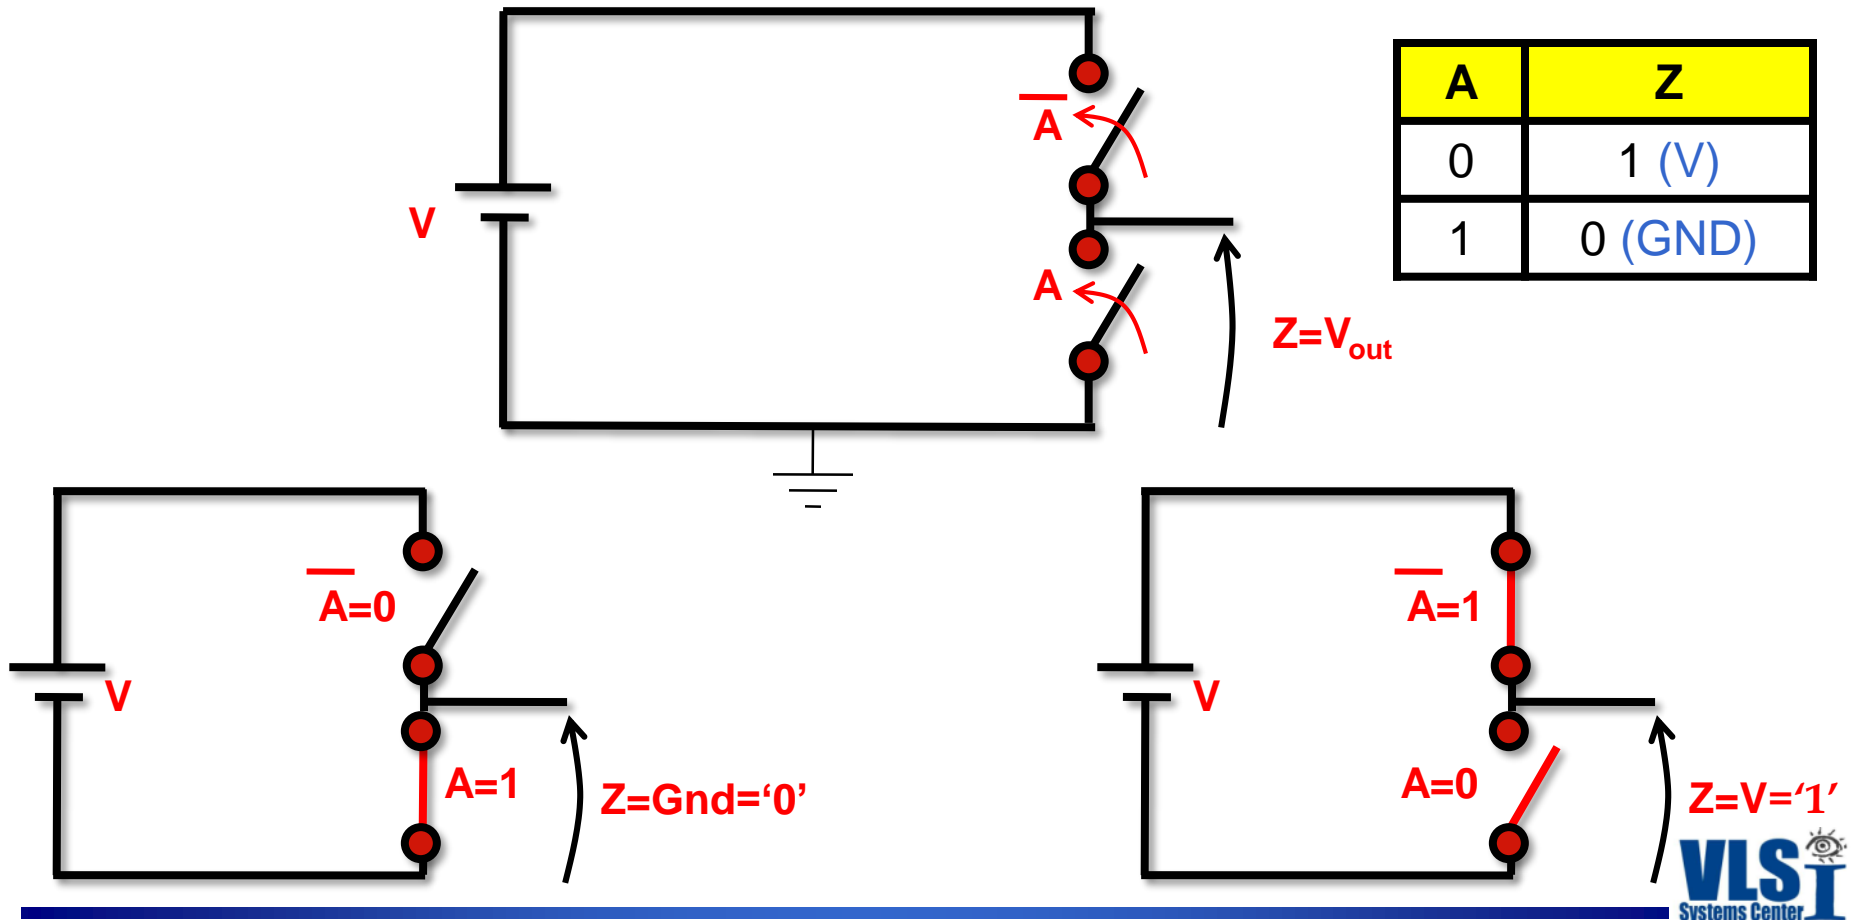 A Z
0 1 (V)
1 0 (GND)
A̅
V
A
Z=Vout
A̅=0
V
A=1
Z=Gnd=‘0’
A̅=1
V
A=0
Z=V=‘1’
VLSI
Systems Center